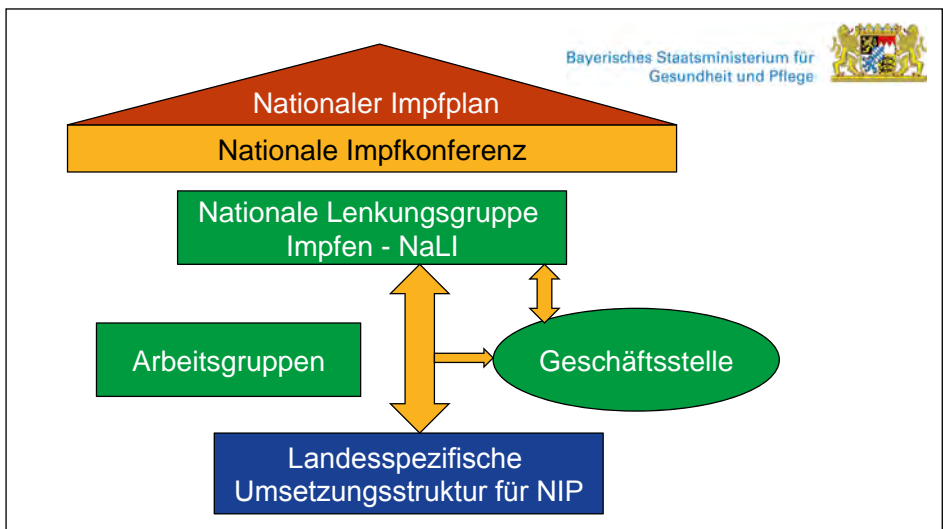 Bayerisches Staatsministerium für
Gesundheit und Pflege
Nationaler Impfplan
Nationale Impfkonferenz
Nationale Lenkungsgruppe
Impfen - NaLI
Arbeitsgruppen
Geschäftsstelle
Landesspezifische
Umsetzungsstruktur für NIP